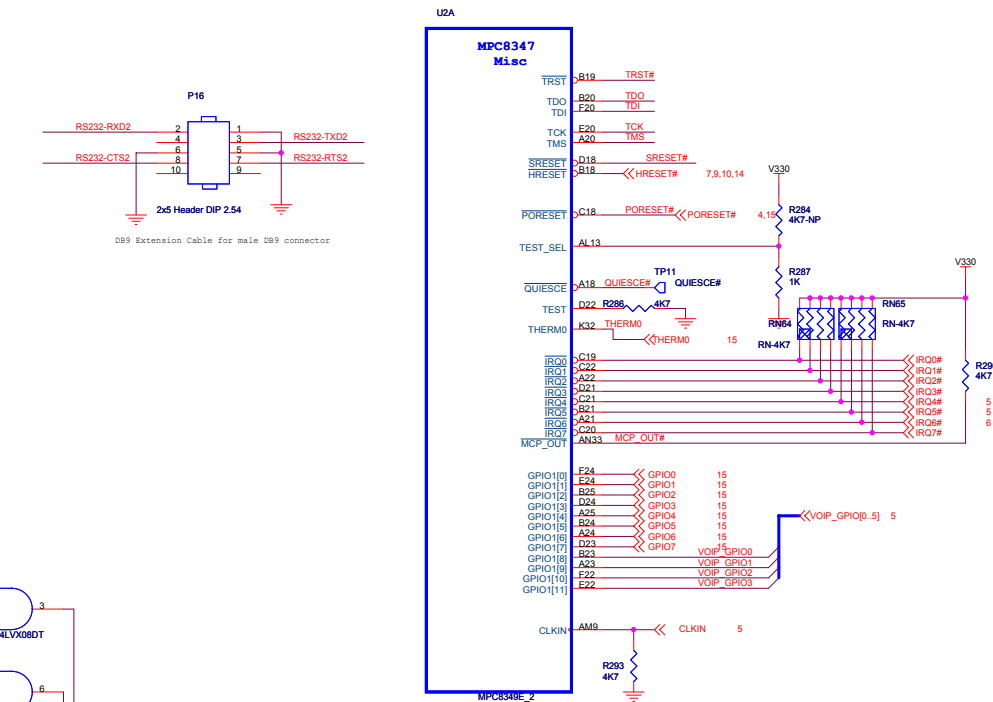 U2A
MPC8347
Misc
P16
RS232-RXD2
RS232-CTS2
2
4
6
8
10
1
3
5
7
9
RS232-TXD2
RS232-RTS2
2x5 Header DIP 2.54
DB9 Extension Cable for male DB9 connector
TRST B19 TRST#
TDO B20 TDO
TDI F20 TDI
TCK E20 TCK
TMS A20 TMS
SRESET D18 SRESET#
HRESET B18 HRESET# 7,9,10,14
PORESET C18 PORESET# PORESET# 4,15
TEST_SEL AL13
V330
R284
4K7-NP
R287
1K
QUIESCE A18 QUIESCE# TP11 QUIESCE#
TEST D22 R286 4K7
THERM0 K32 THERM0
THERM0 15
V330
RN65
RN-4K7
RN64
RN-4K7
R29
4K7
IRQ0 C19 IRQ0#
IRQ1 C22 IRQ1#
IRQ2 A22 IRQ2#
IRQ3 D21 IRQ3#
IRQ4 C21 IRQ4# 5
IRQ5 B21 IRQ5# 5
IRQ6 A21 IRQ6# 6
IRQ7 C20 IRQ7#
MCP_OUT AN33 MCP_OUT#
GPIO1[0] F24 GPIO0 15
GPIO1[1] E24 GPIO1 15
GPIO1[2] B25 GPIO2 15
GPIO1[3] D24 GPIO3 15
GPIO1[4] A25 GPIO4 15
GPIO1[5] B24 GPIO5 15
GPIO1[6] A24 GPIO6 15
GPIO1[7] D23 GPIO7 15
GPIO1[8] B23 VOIP_GPIO0
GPIO1[9] A23 VOIP_GPIO1
GPIO1[10] F22 VOIP_GPIO2
GPIO1[11] E22 VOIP_GPIO3
VOIP_GPIO[0..5] 5
CLKIN AM9 CLKIN 5
R293
4K7
MPC8349E_2
3
4LVX08DT
6